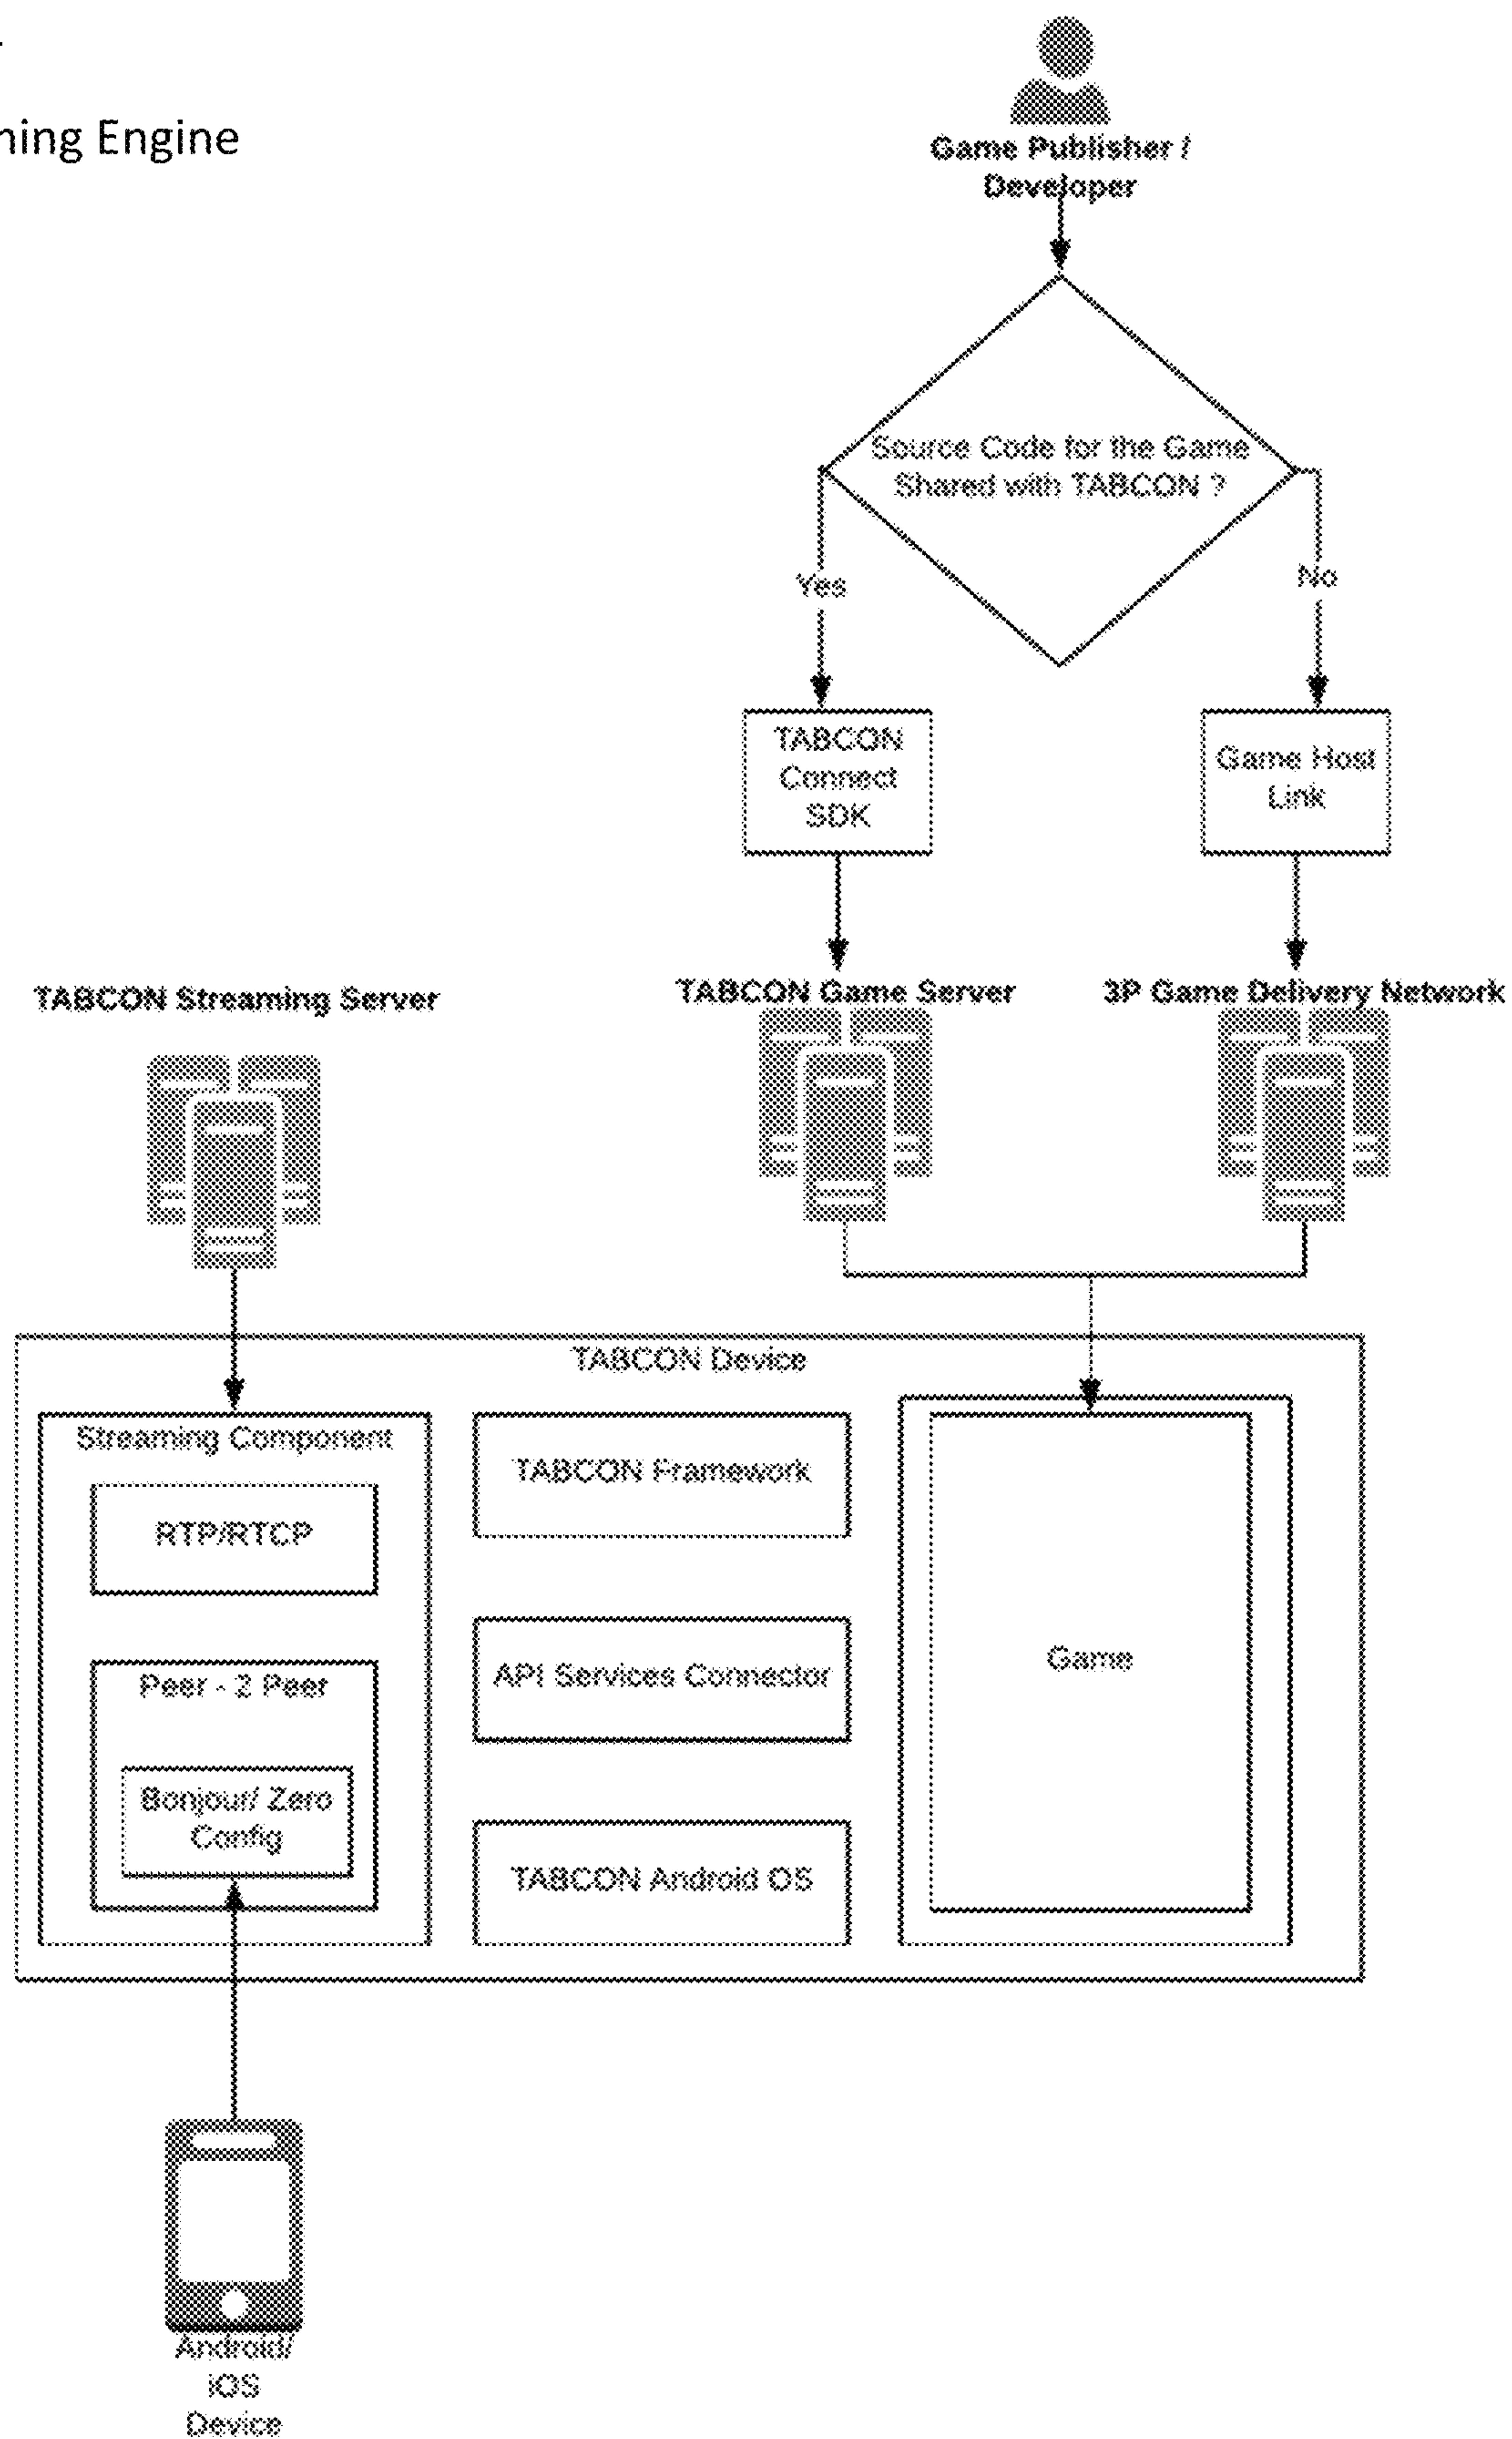 ning Engine
Game Publisher /
Developer
Source Code for the Game
Shared with TABCON ?
Yes
No
TABCON
Connect
SDK
Game Host
Link
TABCON Streaming Server
TABCON Game Server
3P Game Delivery Network
TABCON Device
Streaming Component
RTP/RTCP
Peer - 2 Peer
Bonjour/ Zero
Config
TABCON Framework
API Services Connector
TABCON Android OS
Game
Android/
iOS
Device